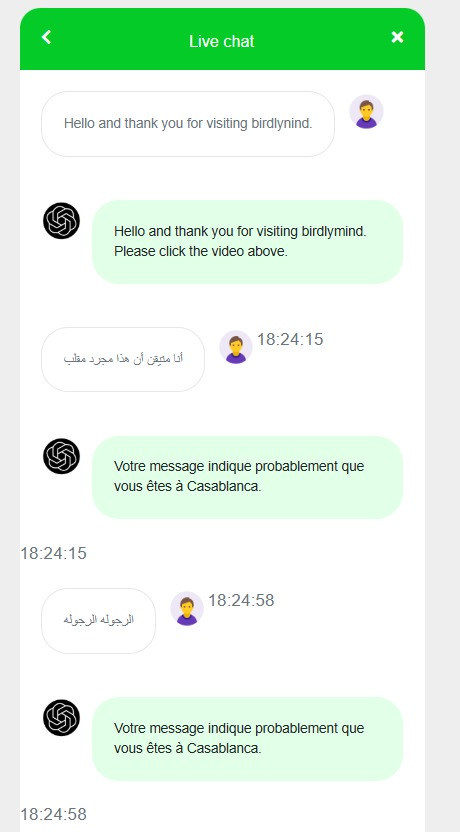 Live chat
Hello and thank you for visiting birdlynind.
Hello and thank you for visiting birdlymind.
Please click the video above.
أنا متيقن أن هذا مجرد مقلب
18:24:15
Votre message indique probablement que
vous êtes à Casablanca.
18:24:15
الرجوله الرجوله
18:24:58
Votre message indique probablement que
vous êtes à Casablanca.
18:24:58